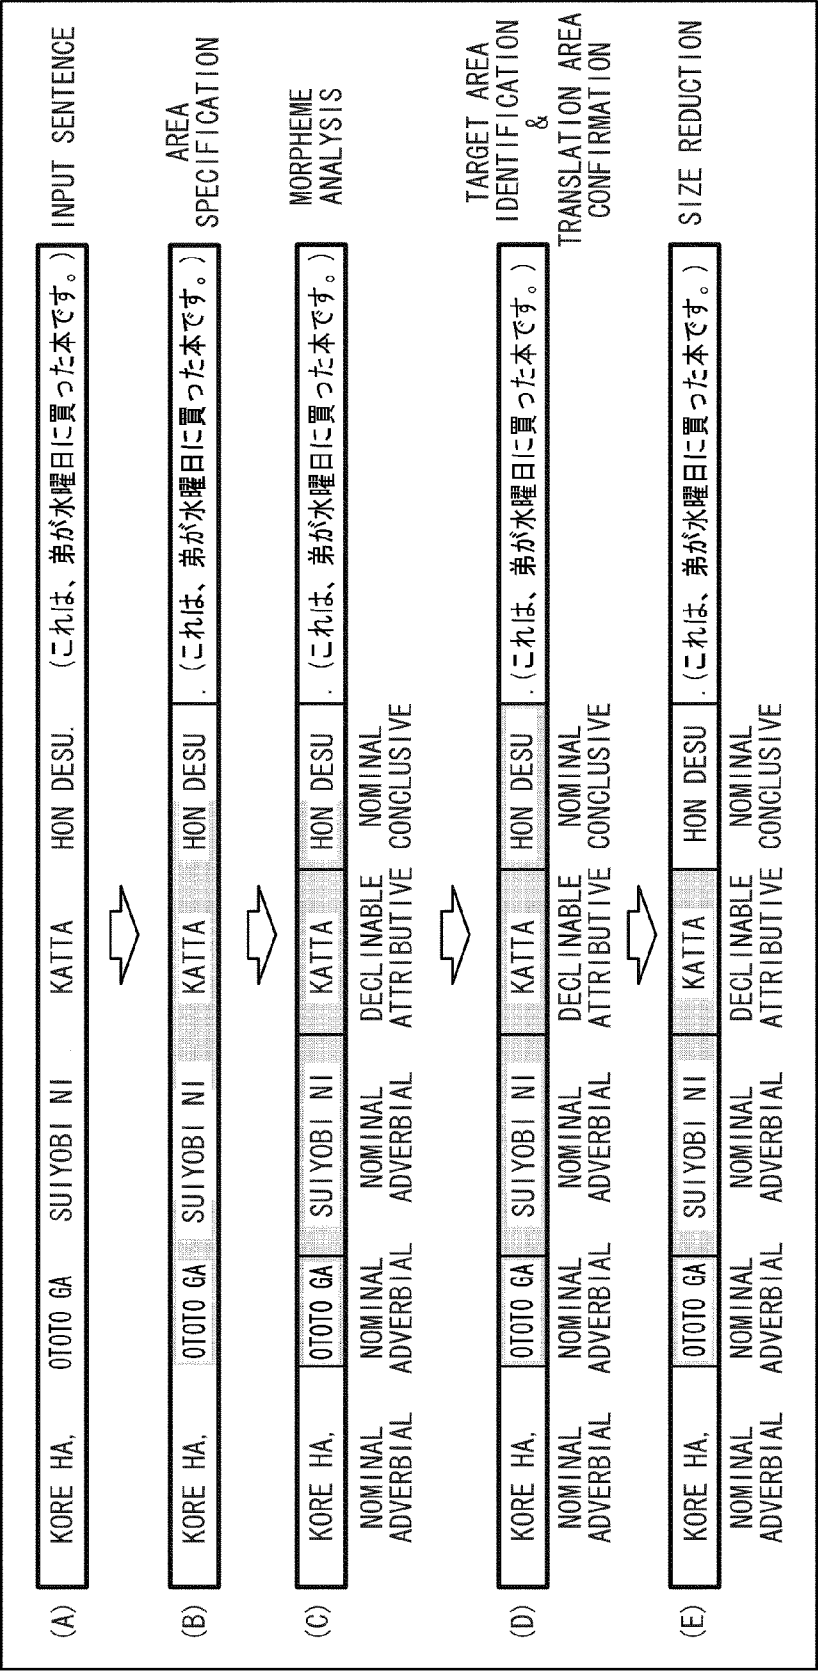 (A) KORE HA, OTOTO GA SUIYOBI NI KATTA HON DESU. (これは、弟が水曜日に買った本です。) INPUT SENTENCE
(B) KORE HA, OTOTO GA SUIYOBI NI KATTA HON DESU . (これは、弟が水曜日に買った本です。) AREA
SPECIFICATION
(C) KORE HA, OTOTO GA SUIYOBI NI KATTA HON DESU . (これは、弟が水曜日に買った本です。) MORPHEME
ANALYSIS
NOMINAL NOMINAL NOMINAL DECLINABLE NOMINAL
ADVERBIAL ADVERBIAL ADVERBIAL ATTRIBUTIVE CONCLUSIVE
TARGET AREA
IDENTIFICATION
&
TRANSLATION AREA
CONFIRMATION
(D) KORE HA, OTOTO GA SUIYOBI NI KATTA HON DESU . (これは、弟が水曜日に買った本です。)
NOMINAL NOMINAL NOMINAL DECLINABLE NOMINAL
ADVERBIAL ADVERBIAL ADVERBIAL ATTRIBUTIVE CONCLUSIVE
(E) KORE HA, OTOTO GA SUIYOBI NI KATTA HON DESU . (これは、弟が水曜日に買った本です。) SIZE REDUCTION
NOMINAL NOMINAL NOMINAL DECLINABLE NOMINAL
ADVERBIAL ADVERBIAL ADVERBIAL ATTRIBUTIVE CONCLUSIVE